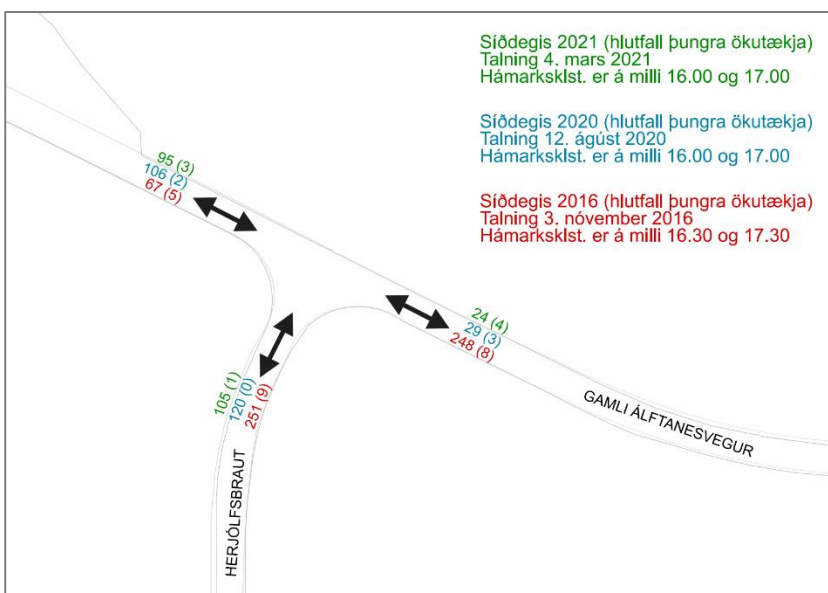 Síðdegis 2021 (hlutfall þungra ökutækja)
Talning 4. mars 2021
Hámarksklst. er á milli 16.00 og 17.00
Síðdegis 2020 (hlutfall þungra ökutækja)
Talning 12. ágúst 2020
Hámarksklst. er á milli 16.00 og 17.00
Síðdegis 2016 (hlutfall þungra ökutækja)
Talning 3. nóvember 2016
Hámarksklst. er á milli 16.30 og 17.30
95 (3)
106 (2)
67 (5)
24 (4)
29 (3)
248 (8)
105 (1)
120 (0)
251 (9)
GAMLI ÁLFTANESVEGUR
HERJÓLFSBRAUT